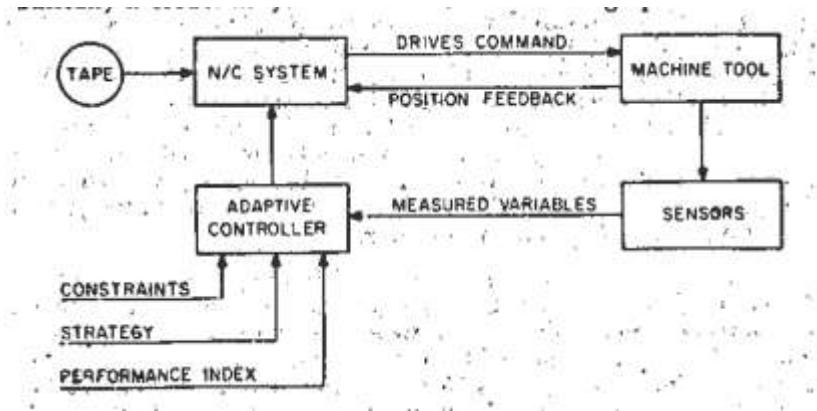 DRIVES COMMAND
TAPE
N/C SYSTEM
MACHINE TOOL
POSITION FEEDBACK
ADAPTIVE
CONTROLLER
MEASURED VARIABLES
SENSORS
CONSTRAINTS
STRATEGY
PERFORMANCE INDEX